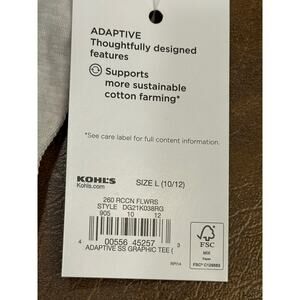 ADAPTIVE
Thoughtfully designed
features
Supports
more sustainable
cotton farming*
*See care label for full content information.
KOHL'S
Kohls.com
SIZE L (10/12)
260 RCCN FLWRS
STYLE DG21K038RG
905 10 12
4 00556 45257 3
ADAPTIVE SS GRAPHIC TEE (
RPI14
FSC
MIX
Paper